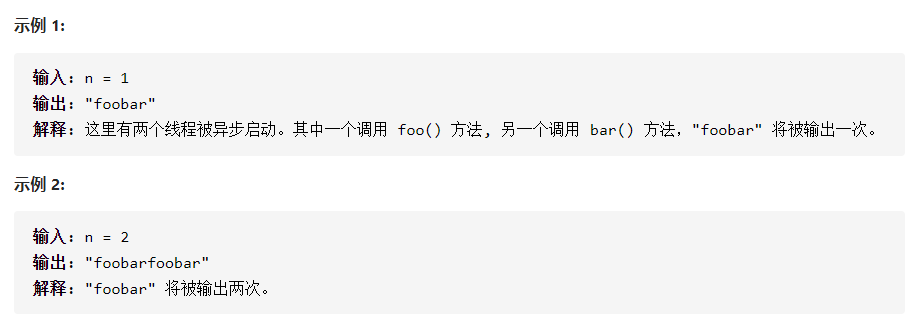 示例 1:
输入：n = 1
输出："foobar"
解释：这里有两个线程被异步启动。其中一个调用 foo() 方法, 另一个调用 bar() 方法，"foobar" 将被输出一次。
示例 2:
输入：n = 2
输出："foobarfoobar"
解释："foobar" 将被输出两次。